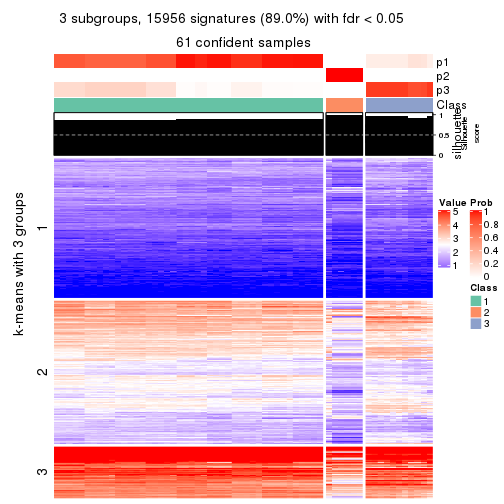 3 subgroups, 15956 signatures (89.0%) with fdr < 0.05
61 confident samples
p1
p2
p3
Class
1
0.5
0
silhouette
Silhouette
score
k-means with 3 groups
1
2
3
Value
5
4
3
2
1
Prob
1
0.8
0.6
0.4
0.2
0
Class
1
2
3